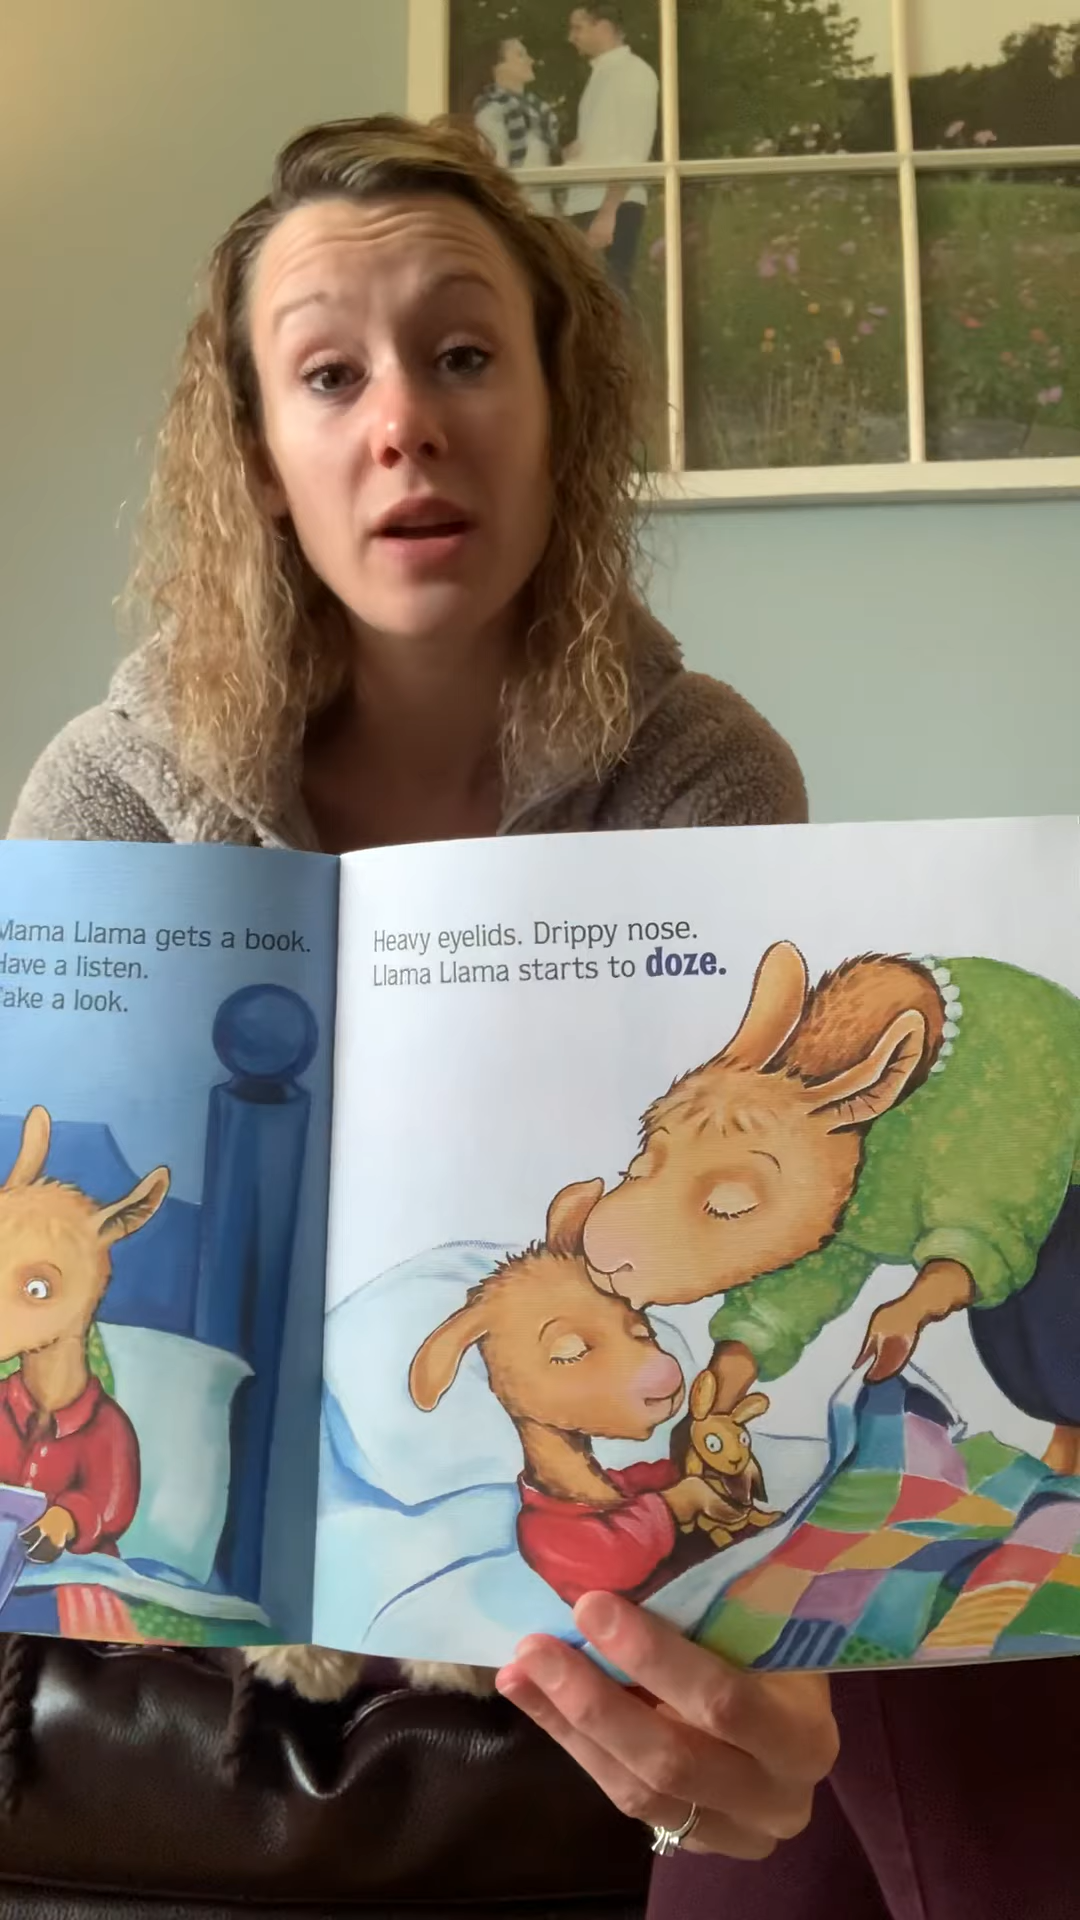 Mama Llama gets a book.
Have a listen.
Take a look.
Heavy eyelids. Drippy nose.
Llama Llama starts to doze.